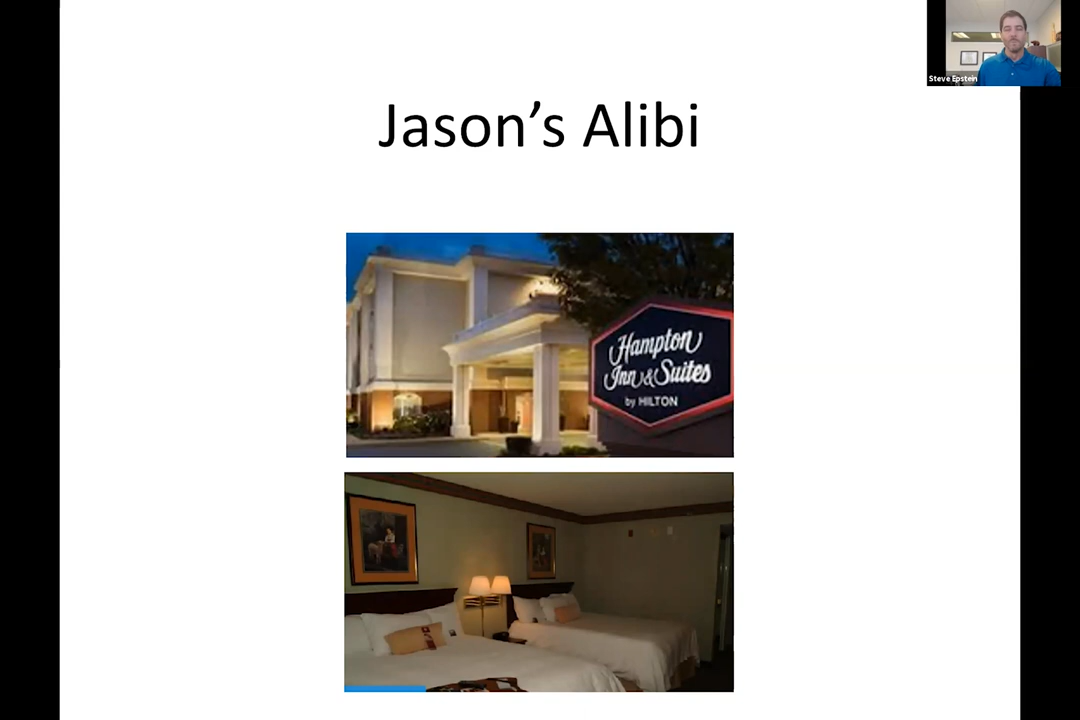 Steve Epstein
Jason’s Alibi
Hampton
Inn & Suites
by HILTON